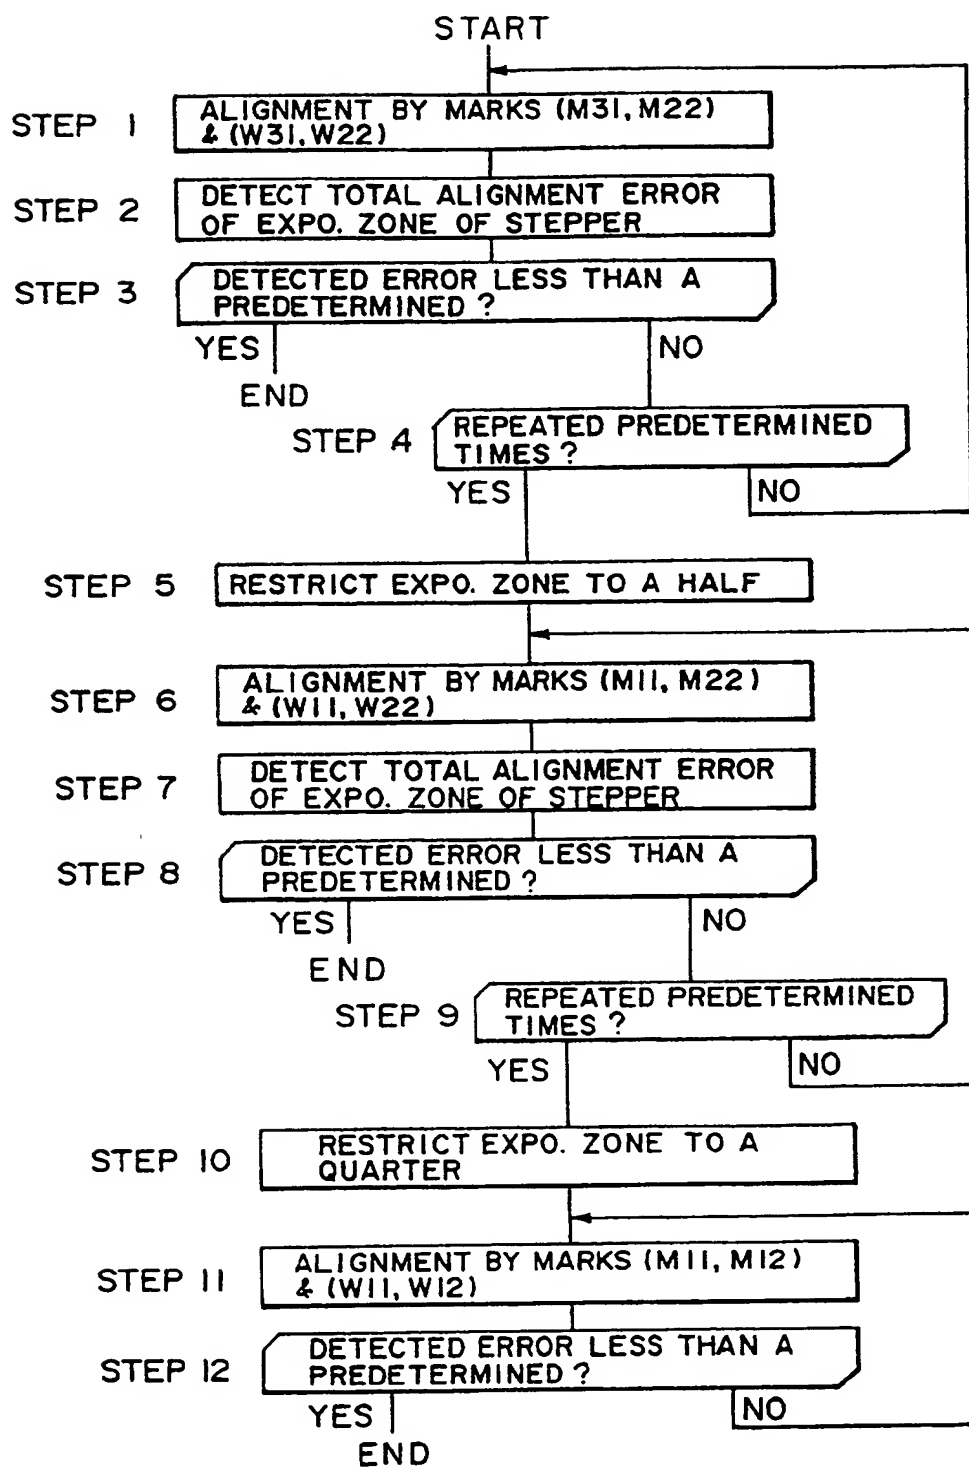 START
STEP 1
ALIGNMENT BY MARKS (M31, M22)
& (W31, W22)
STEP 2
DETECT TOTAL ALIGNMENT ERROR
OF EXPO. ZONE OF STEPPER
STEP 3
DETECTED ERROR LESS THAN A
PREDETERMINED ?
YES
NO
END
STEP 4
REPEATED PREDETERMINED
TIMES ?
YES
NO
STEP 5
RESTRICT EXPO. ZONE TO A HALF
STEP 6
ALIGNMENT BY MARKS (M11, M22)
& (W11, W22)
STEP 7
DETECT TOTAL ALIGNMENT ERROR
OF EXPO. ZONE OF STEPPER
STEP 8
DETECTED ERROR LESS THAN A
PREDETERMINED ?
YES
NO
END
STEP 9
REPEATED PREDETERMINED
TIMES ?
YES
NO
STEP 10
RESTRICT EXPO. ZONE TO A
QUARTER
STEP 11
ALIGNMENT BY MARKS (M11, M12)
& (W11, W12)
STEP 12
DETECTED ERROR LESS THAN A
PREDETERMINED ?
YES
NO
END